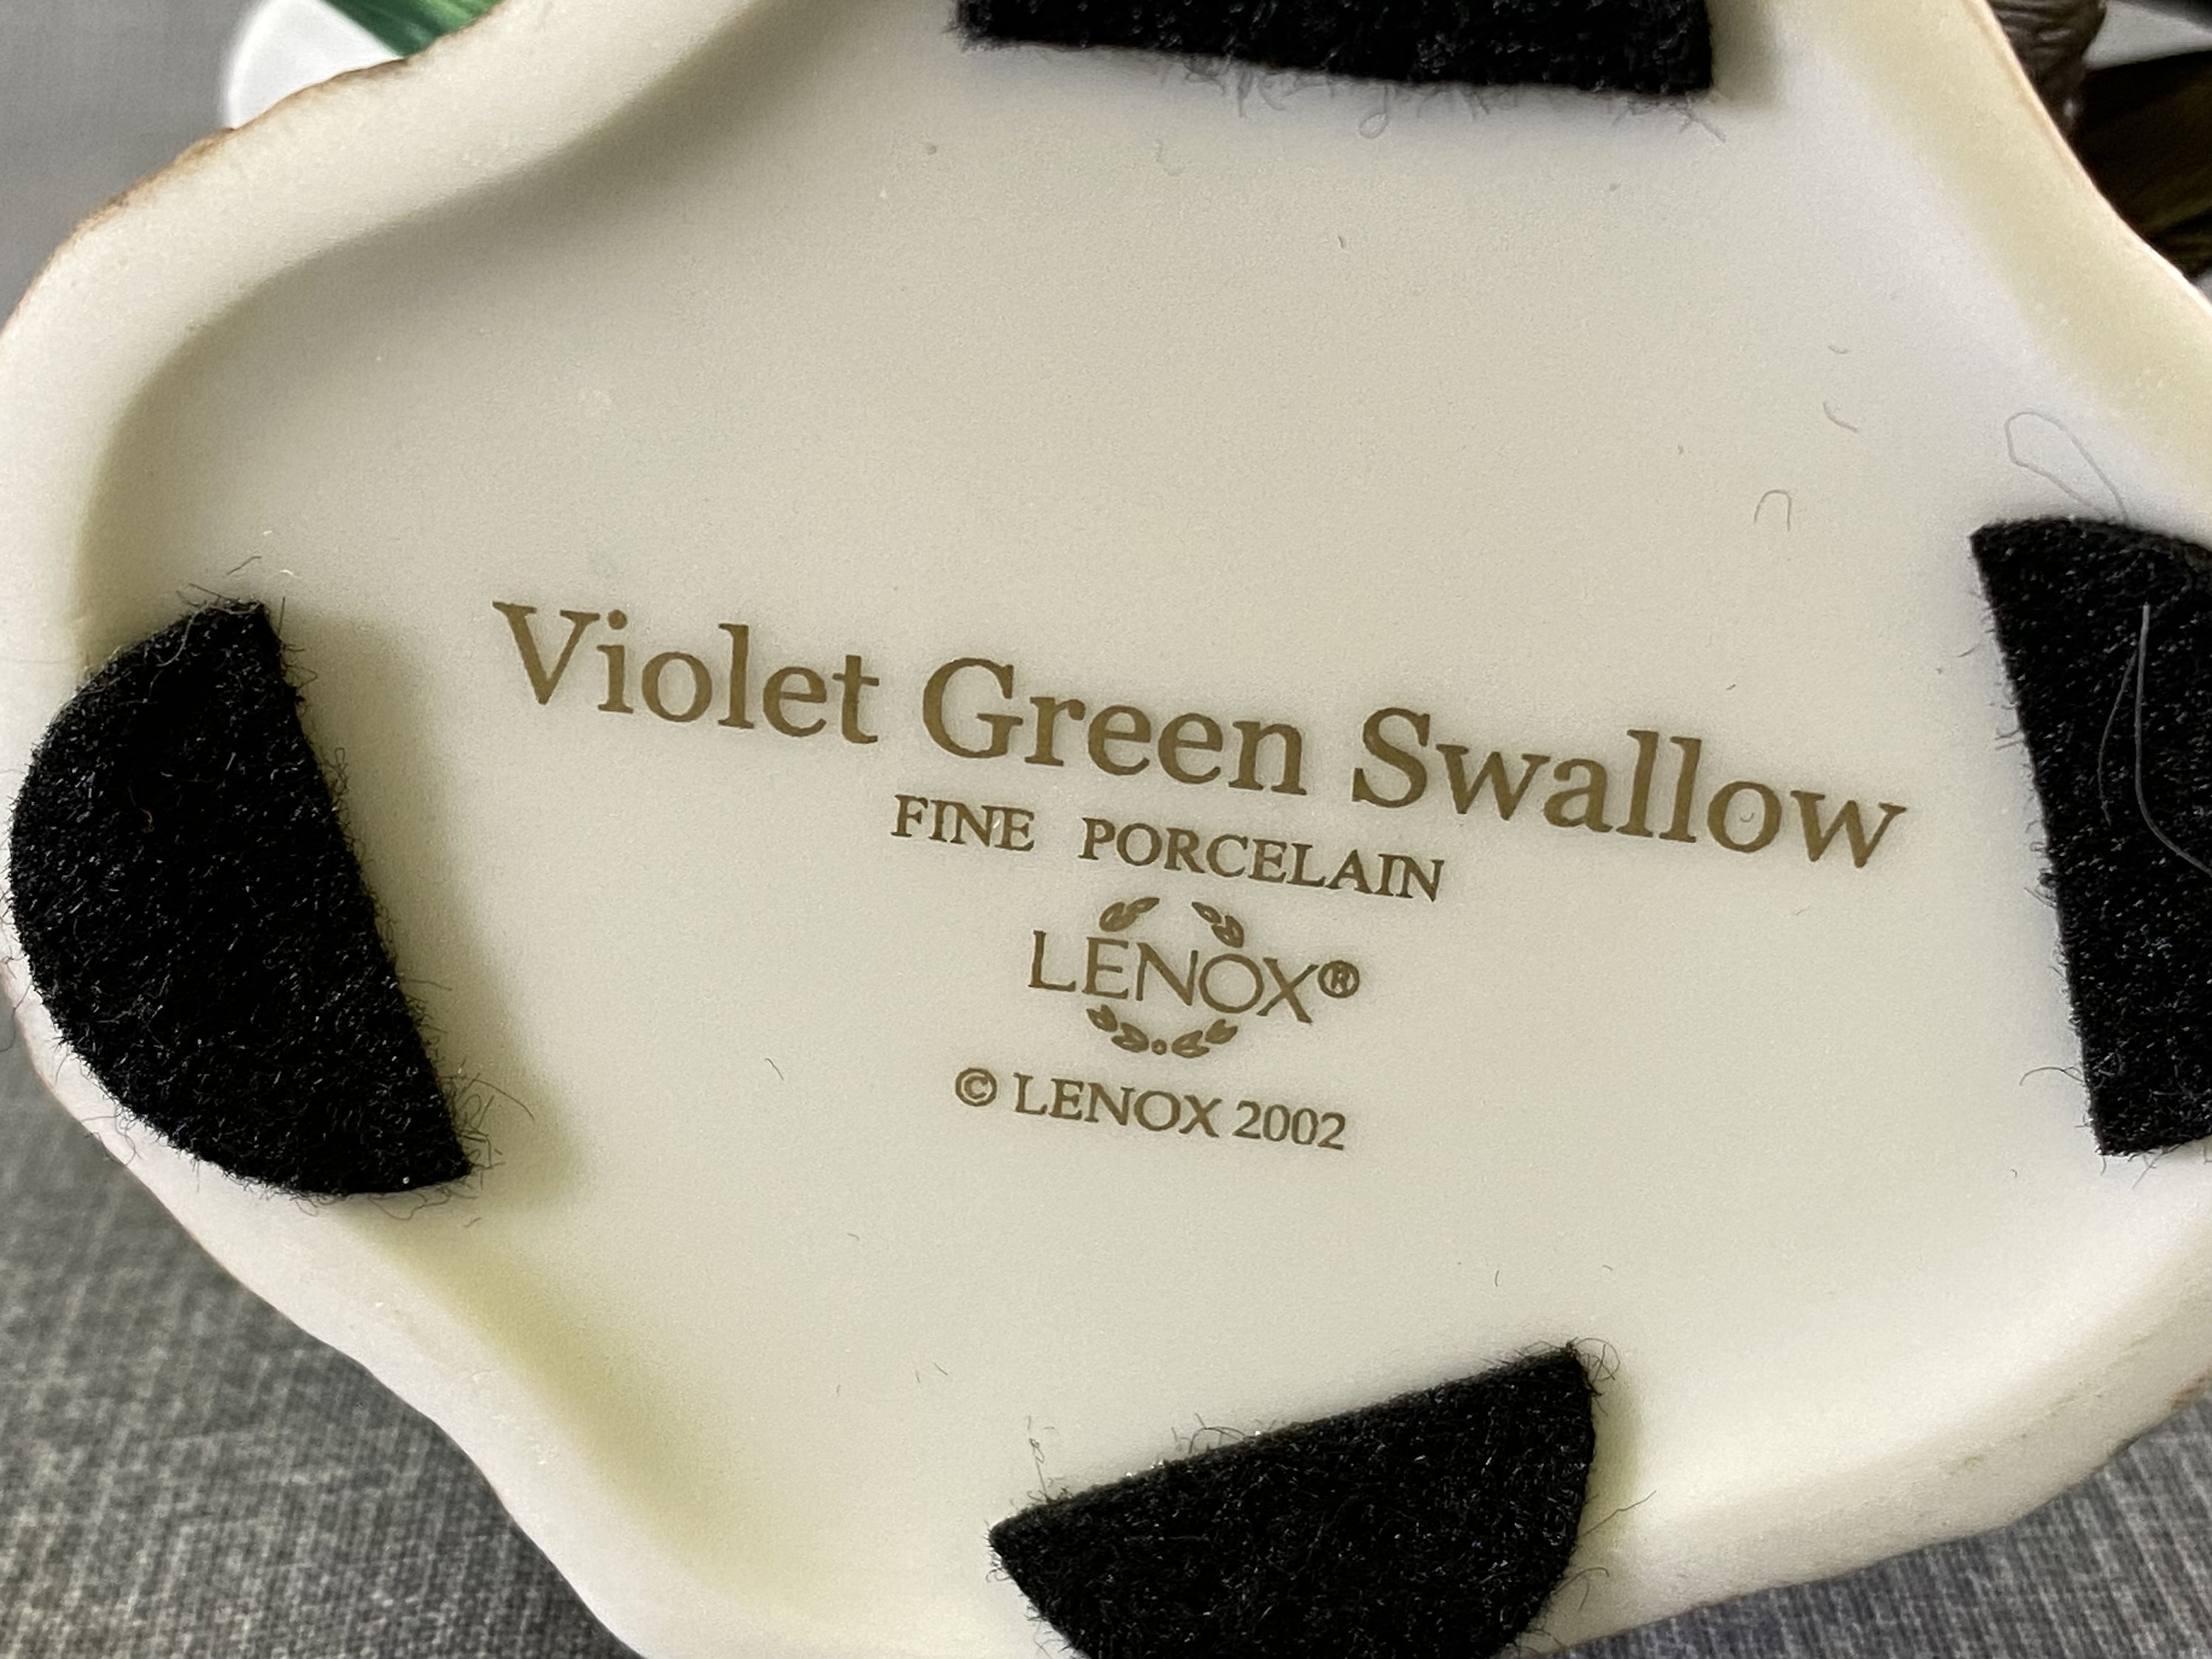 Violet Green Swallow
FINE PORCELAIN
LENOX®
© LENOX 2002